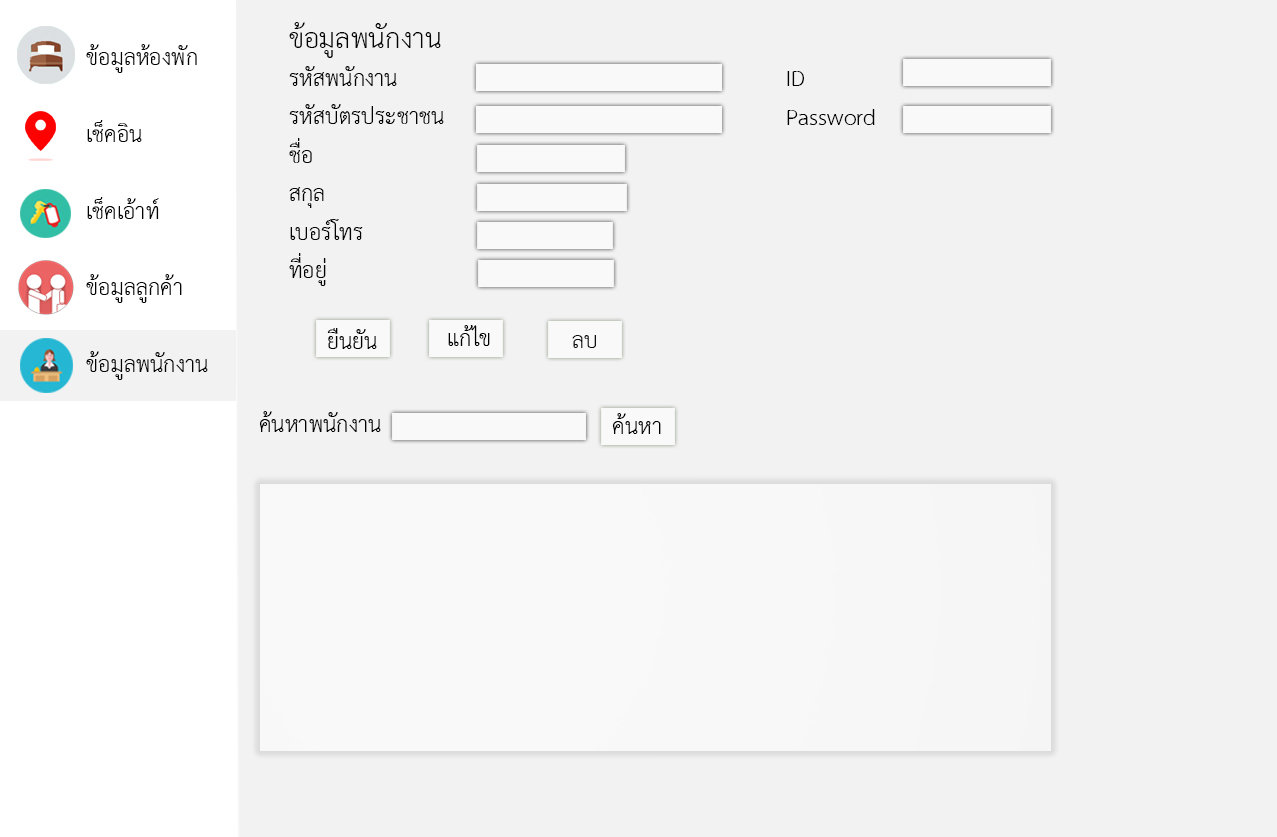 ข้อมูลห้องพัก
เช็คอิน
เช็คเอ้าท์
ข้อมูลลูกค้า
ข้อมูลพนักงาน
ข้อมูลพนักงาน
รหัสพนักงาน
ID
รหัสบัตรประชาชน
Password
ชื่อ
สกุล
เบอร์โทร
ที่อยู่
ยืนยัน แก้ไข ลบ
ค้นหาพนักงาน ค้นหา